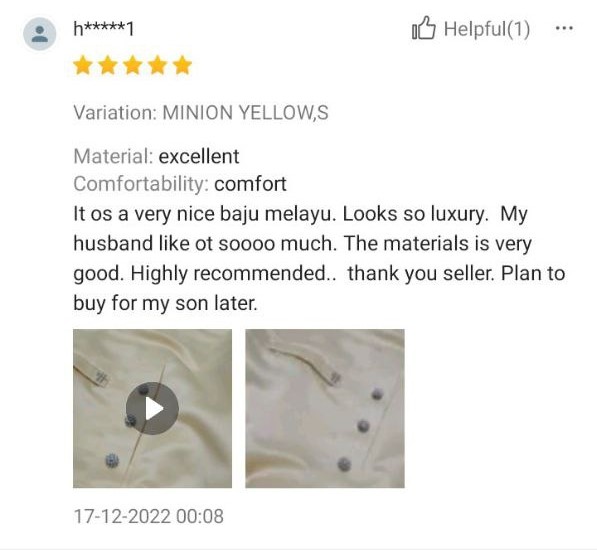 h*****1
Helpful(1)
Variation: MINION YELLOW,S
Material: excellent
Comfortability: comfort
It os a very nice baju melayu. Looks so luxury.  My
husband like ot soooo much. The materials is very
good. Highly recommended..  thank you seller. Plan to
buy for my son later.
17-12-2022 00:08